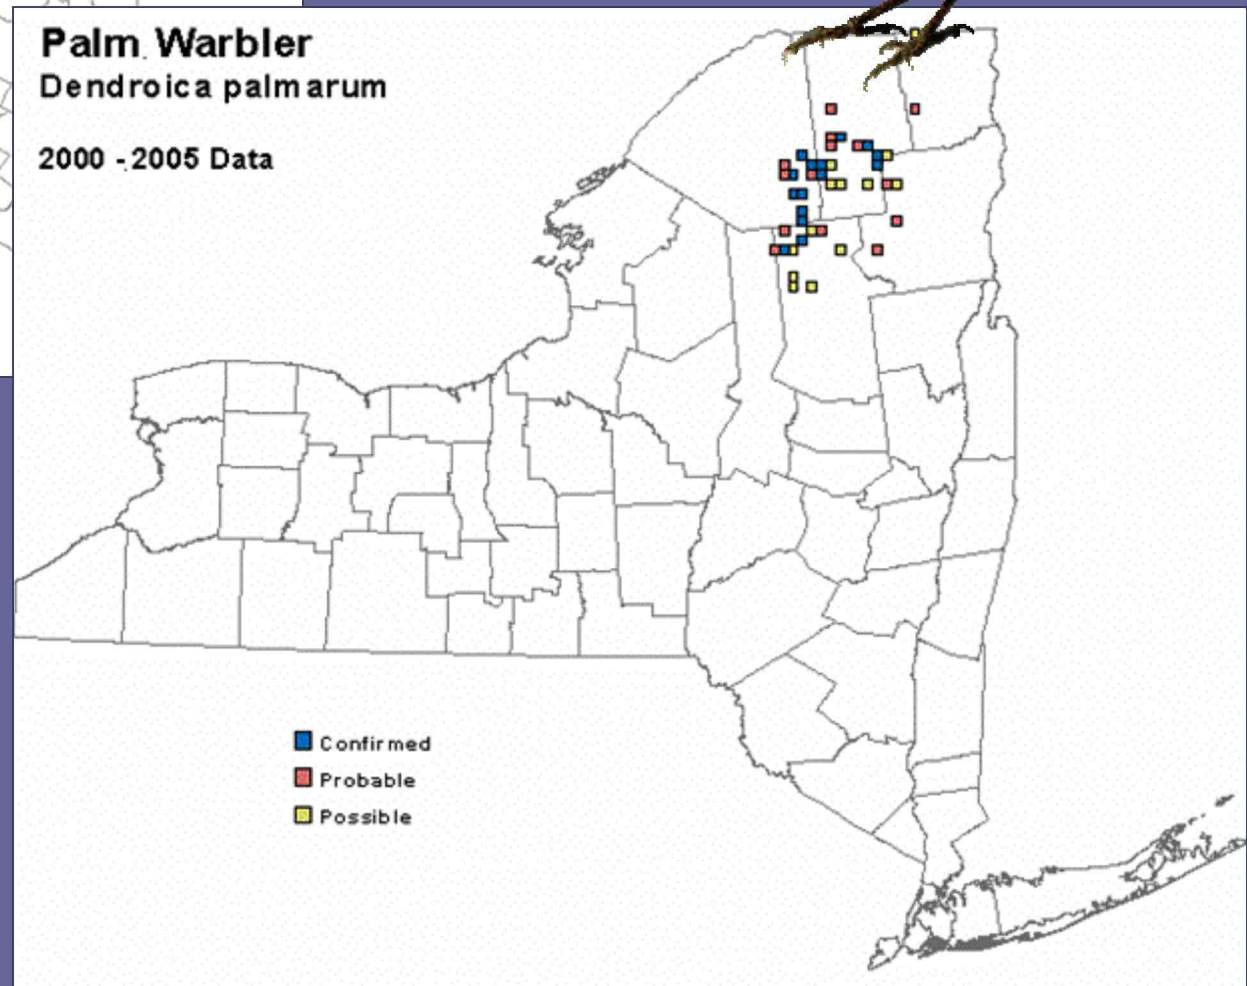 Palm Warbler
Dendroica palmarum
2000 - 2005 Data
Confirmed
Probable
Possible